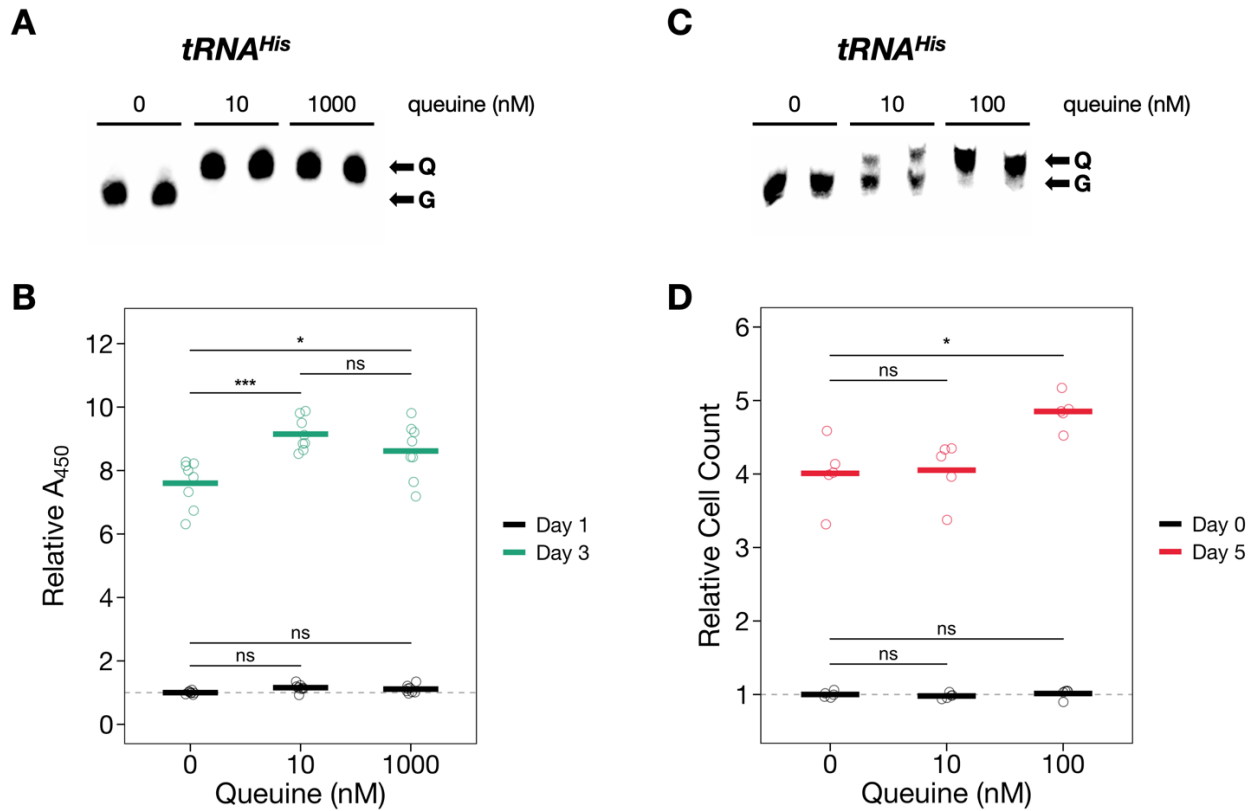 A
tRNAHis
0 10 1000 queuine (nM)
Q
G
B
Relative A450
12
10
8
6
4
2
0
*
ns
***
ns
ns
0 10 1000
Queuine (nM)
Day 1
Day 3
C
tRNAHis
0 10 100 queuine (nM)
Q
G
D
Relative Cell Count
6
5
4
3
2
1
*
ns
ns
ns
0 10 100
Queuine (nM)
Day 0
Day 5